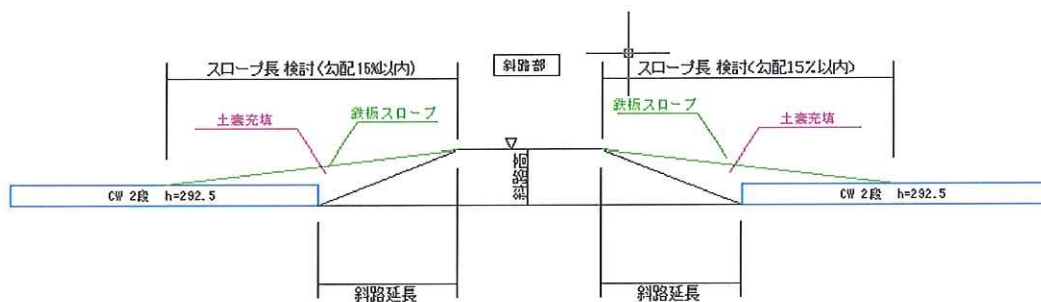 スロープ長 検討(勾配15%以内)
斜路部
スロープ長 検討(勾配15%以内)
土嚢充填
鉄板スロープ
鉄板スロープ
土嚢充填
斜路高
CW 2段 h=292.5
CW 2段 h=292.5
斜路延長
斜路延長